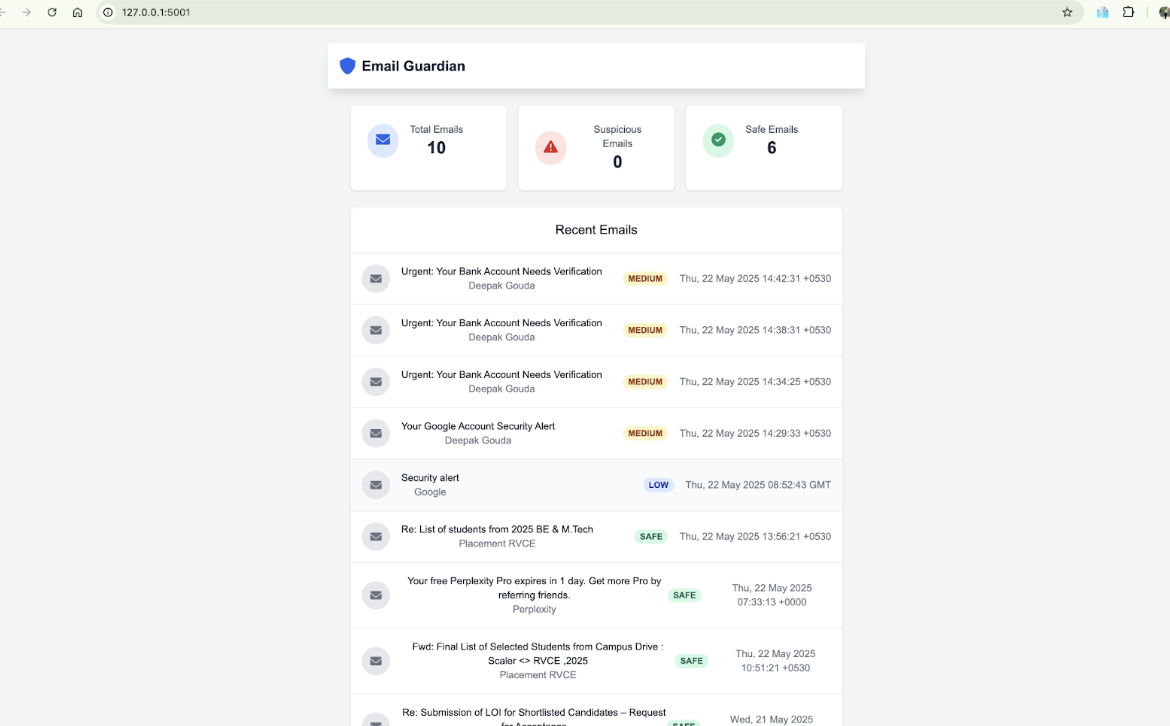 127.0.0.1:5001
Email Guardian
Total Emails
10
Suspicious
Emails
0
Safe Emails
6
Recent Emails
Urgent: Your Bank Account Needs Verification
Deepak Gouda
MEDIUM
Thu, 22 May 2025 14:42:31 +0530
Urgent: Your Bank Account Needs Verification
Deepak Gouda
MEDIUM
Thu, 22 May 2025 14:38:31 +0530
Urgent: Your Bank Account Needs Verification
Deepak Gouda
MEDIUM
Thu, 22 May 2025 14:34:25 +0530
Your Google Account Security Alert
Deepak Gouda
MEDIUM
Thu, 22 May 2025 14:29:33 +0530
Security alert
Google
LOW
Thu, 22 May 2025 08:52:43 GMT
Re: List of students from 2025 BE & M.Tech
Placement RVCE
SAFE
Thu, 22 May 2025 13:56:21 +0530
Your free Perplexity Pro expires in 1 day. Get more Pro by
referring friends.
Perplexity
SAFE
Thu, 22 May 2025
07:33:13 +0000
Fwd: Final List of Selected Students from Campus Drive :
Scaler <> RVCE ,2025
Placement RVCE
SAFE
Thu, 22 May 2025
10:51:21 +0530
Re: Submission of LOI for Shortlisted Candidates – Request
for Acceptance
SAFE
Wed, 21 May 2025